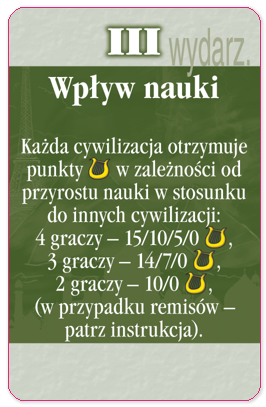 III
wydarz.
Wpływ nauki
Każda cywilizacja otrzymuje
punkty w zależności od
przyrostu nauki w stosunku
do innych cywilizacji:
4 graczy – 15/10/5/0 ,
3 graczy – 14/7/0 ,
2 graczy – 10/0 ,
(w przypadku remisów –
patrz instrukcja).